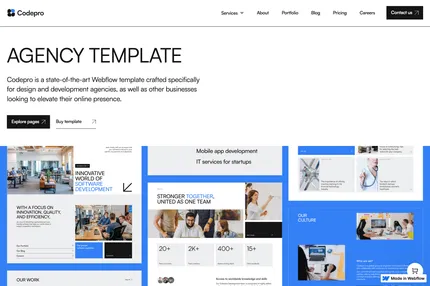 Codepro
Services
About
Portfolio
Blog
Pricing
Careers
Contact us
AGENCY TEMPLATE
Codepro is a state-of-the-art Webflow template crafted specifically
for design and development agencies, as well as other businesses
looking to elevate their online presence.
Explore pages
Buy template
INNOVATIVE
WORLD OF
SOFTWARE
DEVELOPMENT
WITH A FOCUS ON
INNOVATION, QUALITY,
AND EFFICIENCY.
OUR WORK
Mobile app development
IT services for startups
STRONGER TOGETHER,
UNITED AS ONE TEAM
20+
2K+
400+
15+
OUR
CULTURE
Made in Webflow